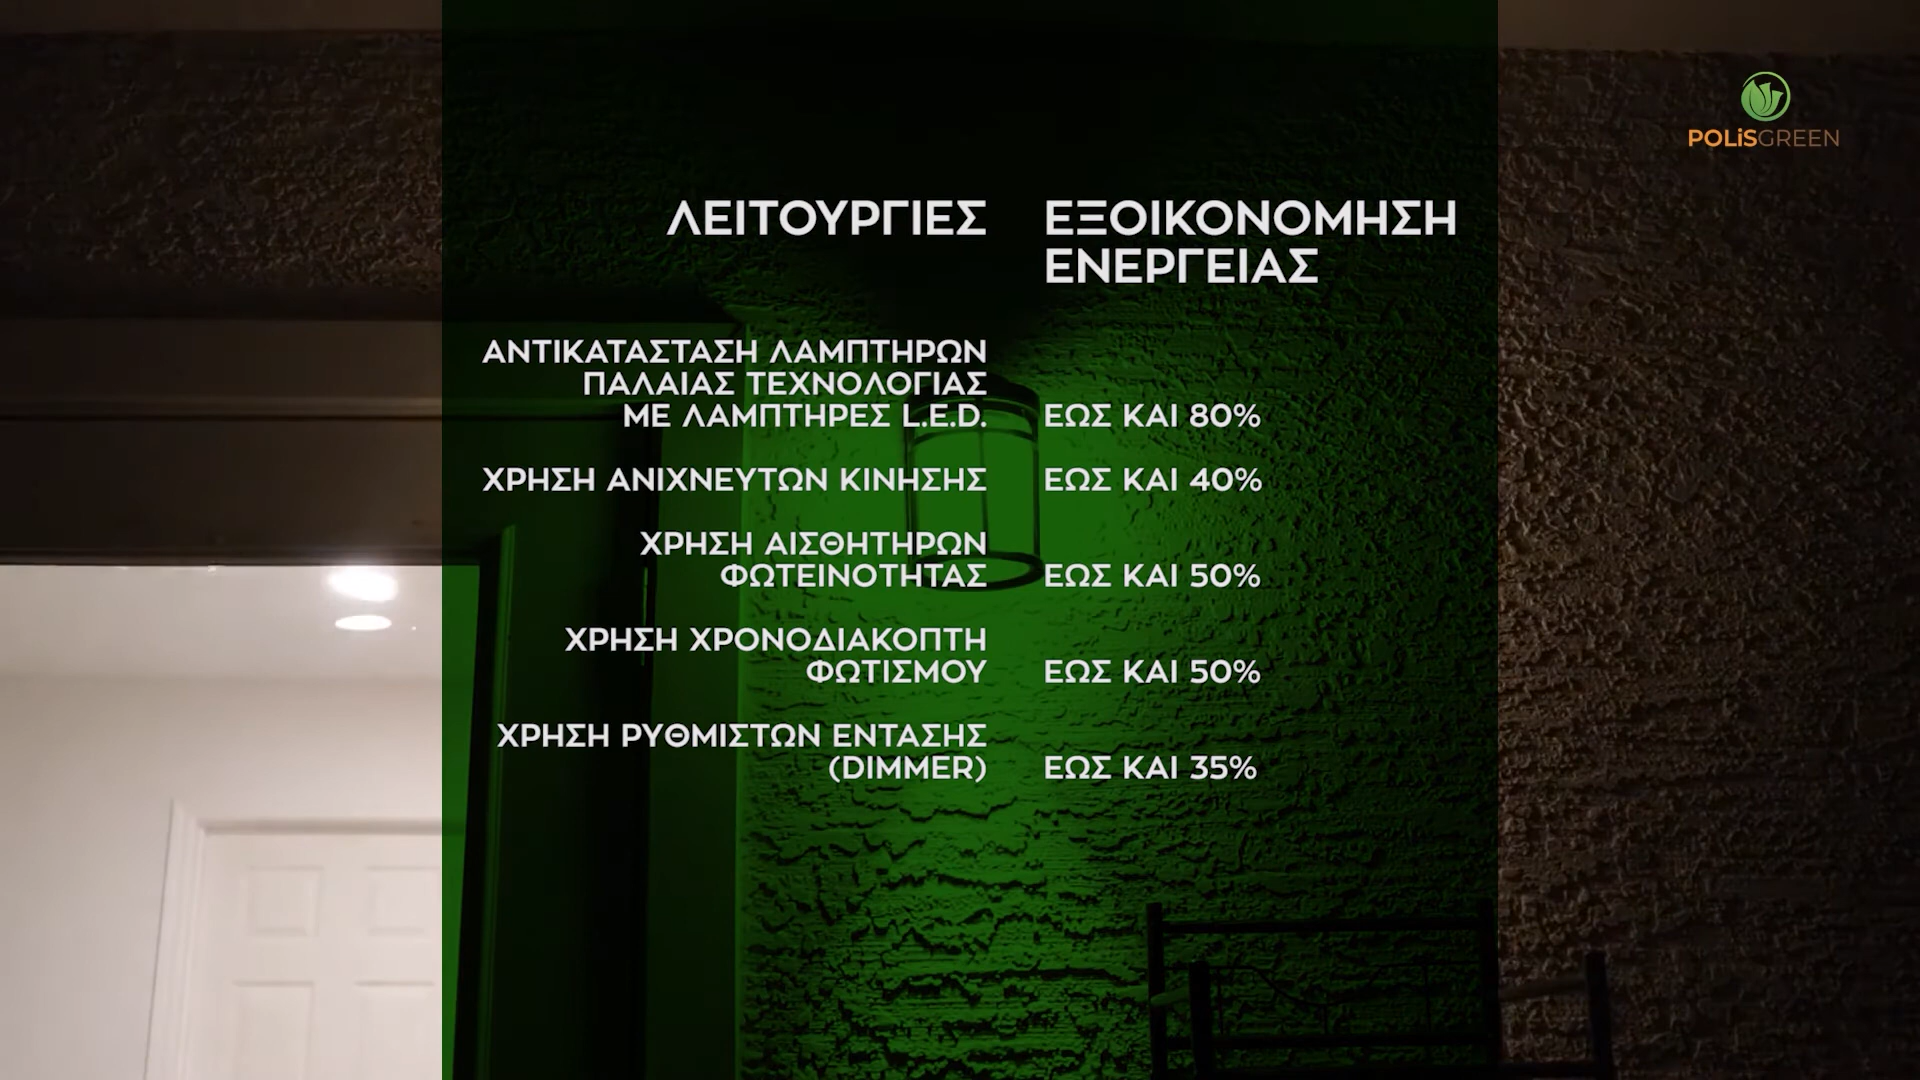 POLiSGREEN
ΛΕΙΤΟΥΡΓΙΕΣ
ΕΞΟΙΚΟΝΟΜΗΣΗ
ΕΝΕΡΓΕΙΑΣ
ΑΝΤΙΚΑΤΑΣΤΑΣΗ ΛΑΜΠΤΗΡΩΝ
ΠΑΛΑΙΑΣ ΤΕΧΝΟΛΟΓΙΑΣ
ΜΕ ΛΑΜΠΤΗΡΕΣ L.E.D.
ΕΩΣ ΚΑΙ 80%
ΧΡΗΣΗ ΑΝΙΧΝΕΥΤΩΝ ΚΙΝΗΣΗΣ
ΕΩΣ ΚΑΙ 40%
ΧΡΗΣΗ ΑΙΣΘΗΤΗΡΩΝ
ΦΩΤΕΙΝΟΤΗΤΑΣ
ΕΩΣ ΚΑΙ 50%
ΧΡΗΣΗ ΧΡΟΝΟΔΙΑΚΟΠΤΗ
ΦΩΤΙΣΜΟΥ
ΕΩΣ ΚΑΙ 50%
ΧΡΗΣΗ ΡΥΘΜΙΣΤΩΝ ΕΝΤΑΣΗΣ
(DIMMER)
ΕΩΣ ΚΑΙ 35%